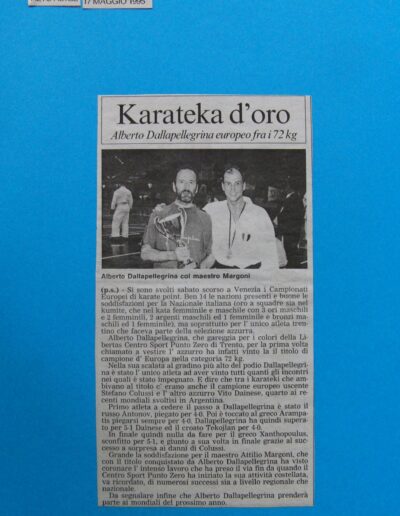 17 MAGGIO 1995
Karateka d'oro
Alberto Dallapellegrina europeo fra i 72 kg
Alberto Dallapellegrina col maestro Margoni
(p.s.) - Si sono svolti sabato scorso a Venezia i Campionati
Europei di karate point. Ben 14 le nazioni presenti e buone le
soddisfazioni per la Nazionale italiana (oro a squadre sia nel
kumite, che nel kata femminile e maschile con 3 ori maschili
e 2 femminili, 2 argenti maschili ed 1 femminile e bronzi ma-
schili ed 1 femminile), ma soprattutto per l' unico atleta tren-
tino che faceva parte della selezione azzurra.
Alberto Dallapellegrina, che gareggia per i colori della Li-
bertas Centro Sport Punto Zero di Trento, per la prima volta
chiamato a vestire l' azzurro ha infatti vinto il titolo di
campione d' Europa nella categoria 72 kg.
Nella sua scalata al gradino più alto del podio Dallapellegri-
na è stato l' unico atleta ad aver vinto tutti quanti gli incontri
nei quali è stato impegnato. E dire che tra i karateki che am-
bivano al titolo c' erano anche il campione europeo uscente
Stefano Colussi e l' altro azzurro Vito Dainese, quarto ai re-
centi mondiali svoltisi in Argentina.
Primo atleta a cedere il passo a Dallapellegrina è stato il
russo Antonov, piegato per 4-0. Poi è toccato al greco Aram-
patis piegarsi sempre per 4-0. Dallapellegrina ha quindi supera-
to per 5-1 Dainese ed il croato Tokojlan per 4-0.
In finale quindi nulla da fare per il greco Xanthopoulus,
sconfitto per 5-1, e giunto a sua volta in finale grazie al suc-
cesso a sorpresa ai danni di Colussi.
Grande la soddisfazione per il maestro Attilio Margoni, che
con il titolo conquistato da Alberto Dallapellegrina ha visto
coronare l' intenso lavoro che ha preso il via fin da quando il
Centro Sport Punto Zero ha iniziato la sua attività costellata,
va ricordato, di numerosi successi sia a livello regionale che
nazionale.
Da segnalare infine che Alberto Dallapellegrina prenderà
parte ai mondiali del prossimo anno.